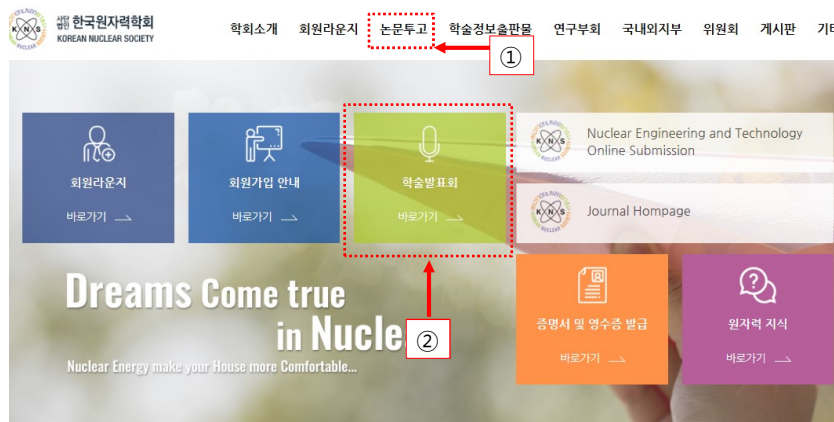 사단법인 한국원자력학회
KOREAN NUCLEAR SOCIETY
학회소개 회원라운지 논문투고 학술정보출판물 연구부회 국내외지부 위원회 게시판
①
회원라운지
바로가기
회원가입 안내
바로가기
학술발표회
바로가기
KNS
Nuclear Engineering and Technology
Online Submission
KNS
Journal Hompage
Dreams Come true
in
②
Nuclear Energy make your House more Comfortable...
증명서 및 영수증 발급
바로가기
원자력 지식
바로가기